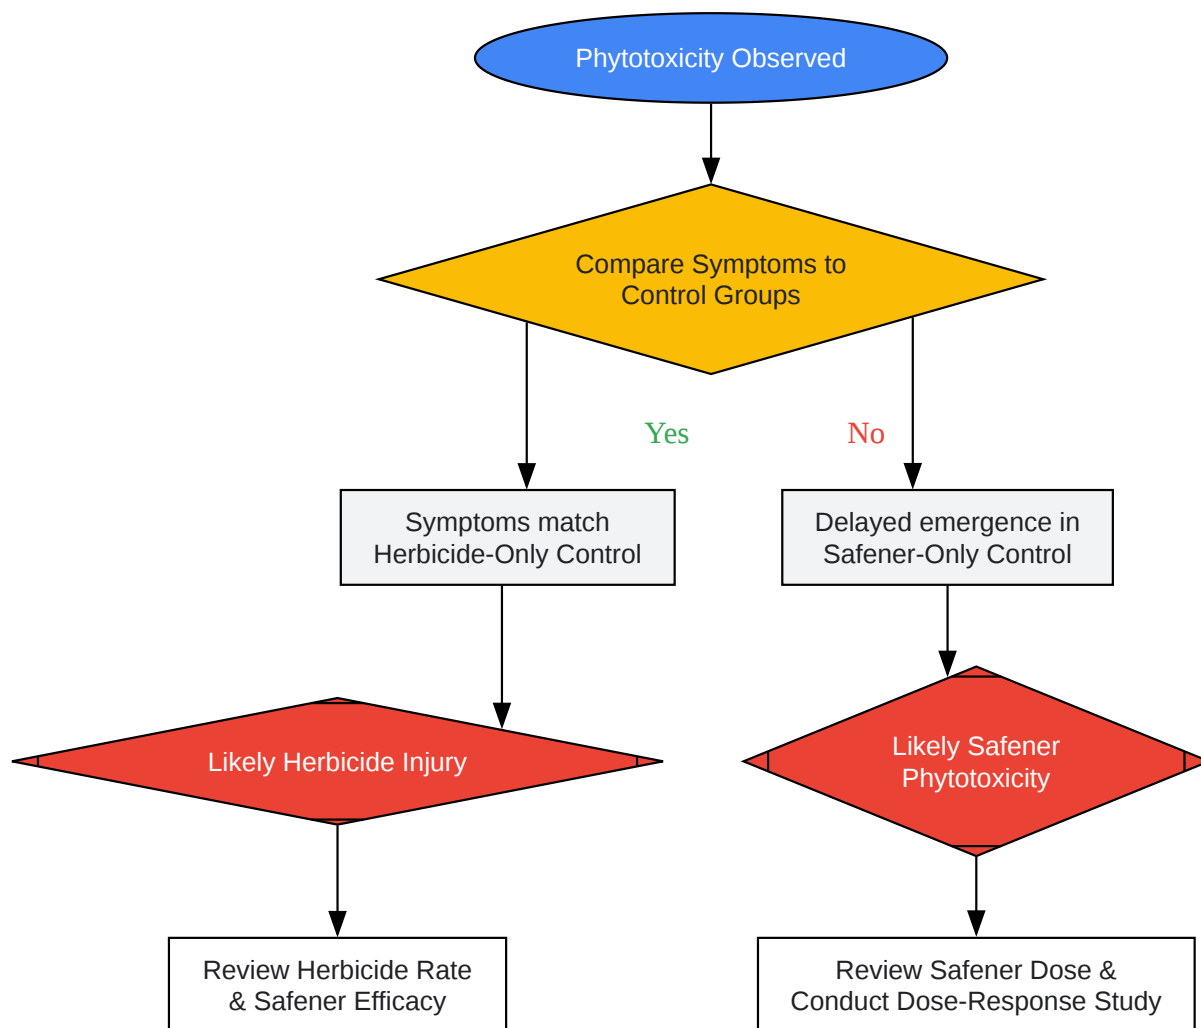 Phytotoxicity Observed
Compare Symptoms to
Control Groups
Yes
No
Symptoms match
Herbicide-Only Control
Delayed emergence in
Safener-Only Control
Likely Herbicide Injury
Likely Safener
Phytotoxicity
Review Herbicide Rate
& Safener Efficacy
Review Safener Dose &
Conduct Dose-Response Study